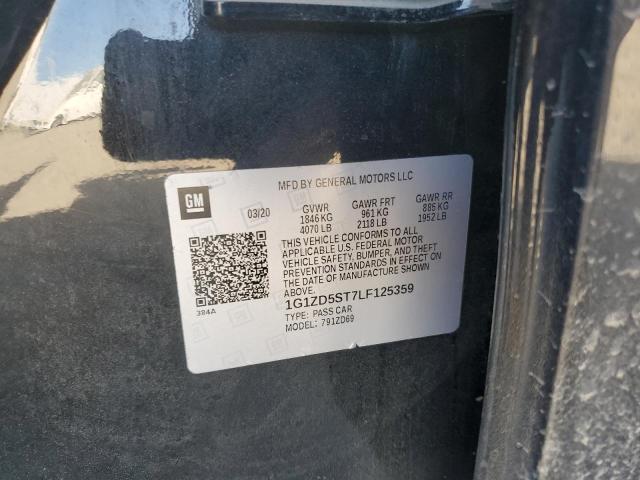 MFD BY GENERAL MOTORS LLC
GM
03/20 GVWR GAWR FRT GAWR RR
1846 KG 961 KG 885 KG
4070 LB 2118 LB 1952 LB
THIS VEHICLE CONFORMS TO ALL
APPLICABLE U.S. FEDERAL MOTOR
VEHICLE SAFETY, BUMPER, AND THEFT
PREVENTION STANDARDS IN EFFECT ON
THE DATE OF MANUFACTURE SHOWN
ABOVE.
1G1ZD5ST7LF125359
384A
TYPE: PASS CAR
MODEL: 791ZD69